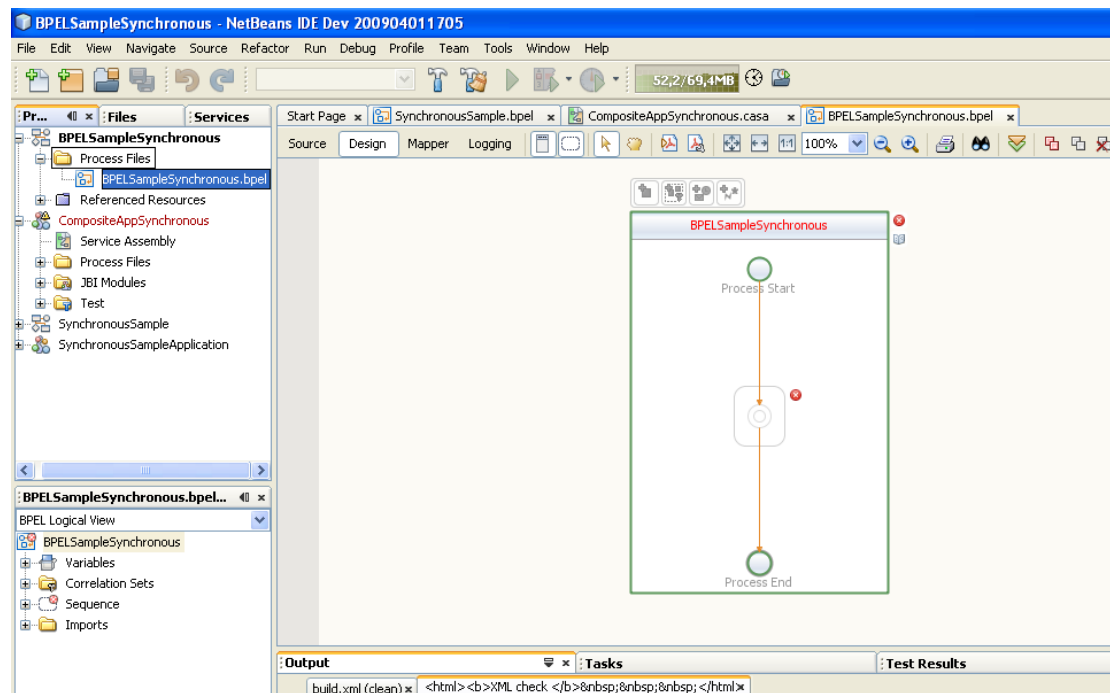 BPELSampleSynchronous - NetBeans IDE Dev 200904011705
File Edit View Navigate Source Refactor Run Debug Profile Team Tools Window Help
52,2/69,4MB
Pr... Files Services
BPELSampleSynchronous
Process Files
BPELSampleSynchronous.bpel
Referenced Resources
CompositeAppSynchronous
Service Assembly
Process Files
JBI Modules
Test
SynchronousSample
SynchronousSampleApplication
Start Page SynchronousSample.bpel CompositeAppSynchronous.casa BPELSampleSynchronous.bpel
Source Design Mapper Logging 1:1 100%
BPELSampleSynchronous
Process Start
Process End
BPELSampleSynchronous.bpel...
BPEL Logical View
BPELSampleSynchronous
Variables
Correlation Sets
Sequence
Imports
Output Tasks Test Results
build.xml (clean) <html><b>XML check </b>&nbsp;&nbsp;&nbsp;</html>